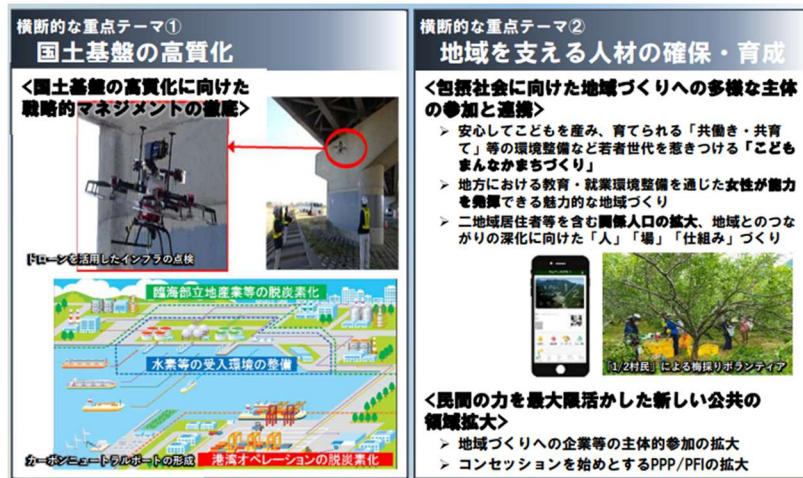 横断的な重点テーマ①
国土基盤の高質化
<国土基盤の高質化に向けた
戦略的マネジメントの徹底>
ドローンを活用したインフラの点検
臨海部立地産業等の脱炭素化
水素等の受入環境の整備
カーボンニュートラルポートの形成
港湾オペレーションの脱炭素化
横断的な重点テーマ②
地域を支える人材の確保・育成
<包摂社会に向けた地域づくりへの多様な主体
の参加と連携>
➢ 安心してこどもを産み、育てられる「共働き・共育
て」等の環境整備など若者世代を惹きつける「こども
まんなかまちづくり」
➢ 地方における教育・就業環境整備を通じた女性が能力
を発揮できる魅力的な地域づくり
➢ 二地域居住者等を含む関係人口の拡大、地域とのつな
がりの深化に向けた「人」「場」「仕組み」づくり
「1/2村民」による梅採りボランティア
<民間の力を最大限活かした新しい公共の
領域拡大>
➢ 地域づくりへの企業等の主体的参加の拡大
➢ コンセッションを始めとするPPP/PFIの拡大